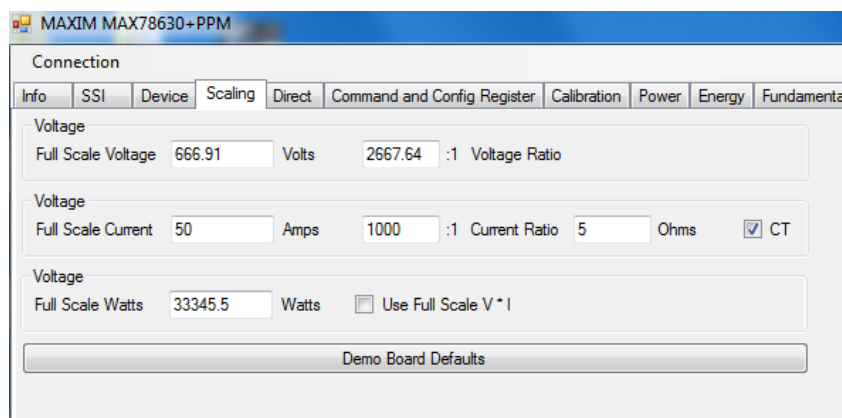 MAXIM MAX78630+PPM
Connection
Info SSI Device Scaling Direct Command and Config Register Calibration Power Energy Fundamenta
Voltage
Full Scale Voltage 666.91 Volts 2667.64 :1 Voltage Ratio
Voltage
Full Scale Current 50 Amps 1000 :1 Current Ratio 5 Ohms CT
Voltage
Full Scale Watts 33345.5 Watts Use Full Scale V * I
Demo Board Defaults